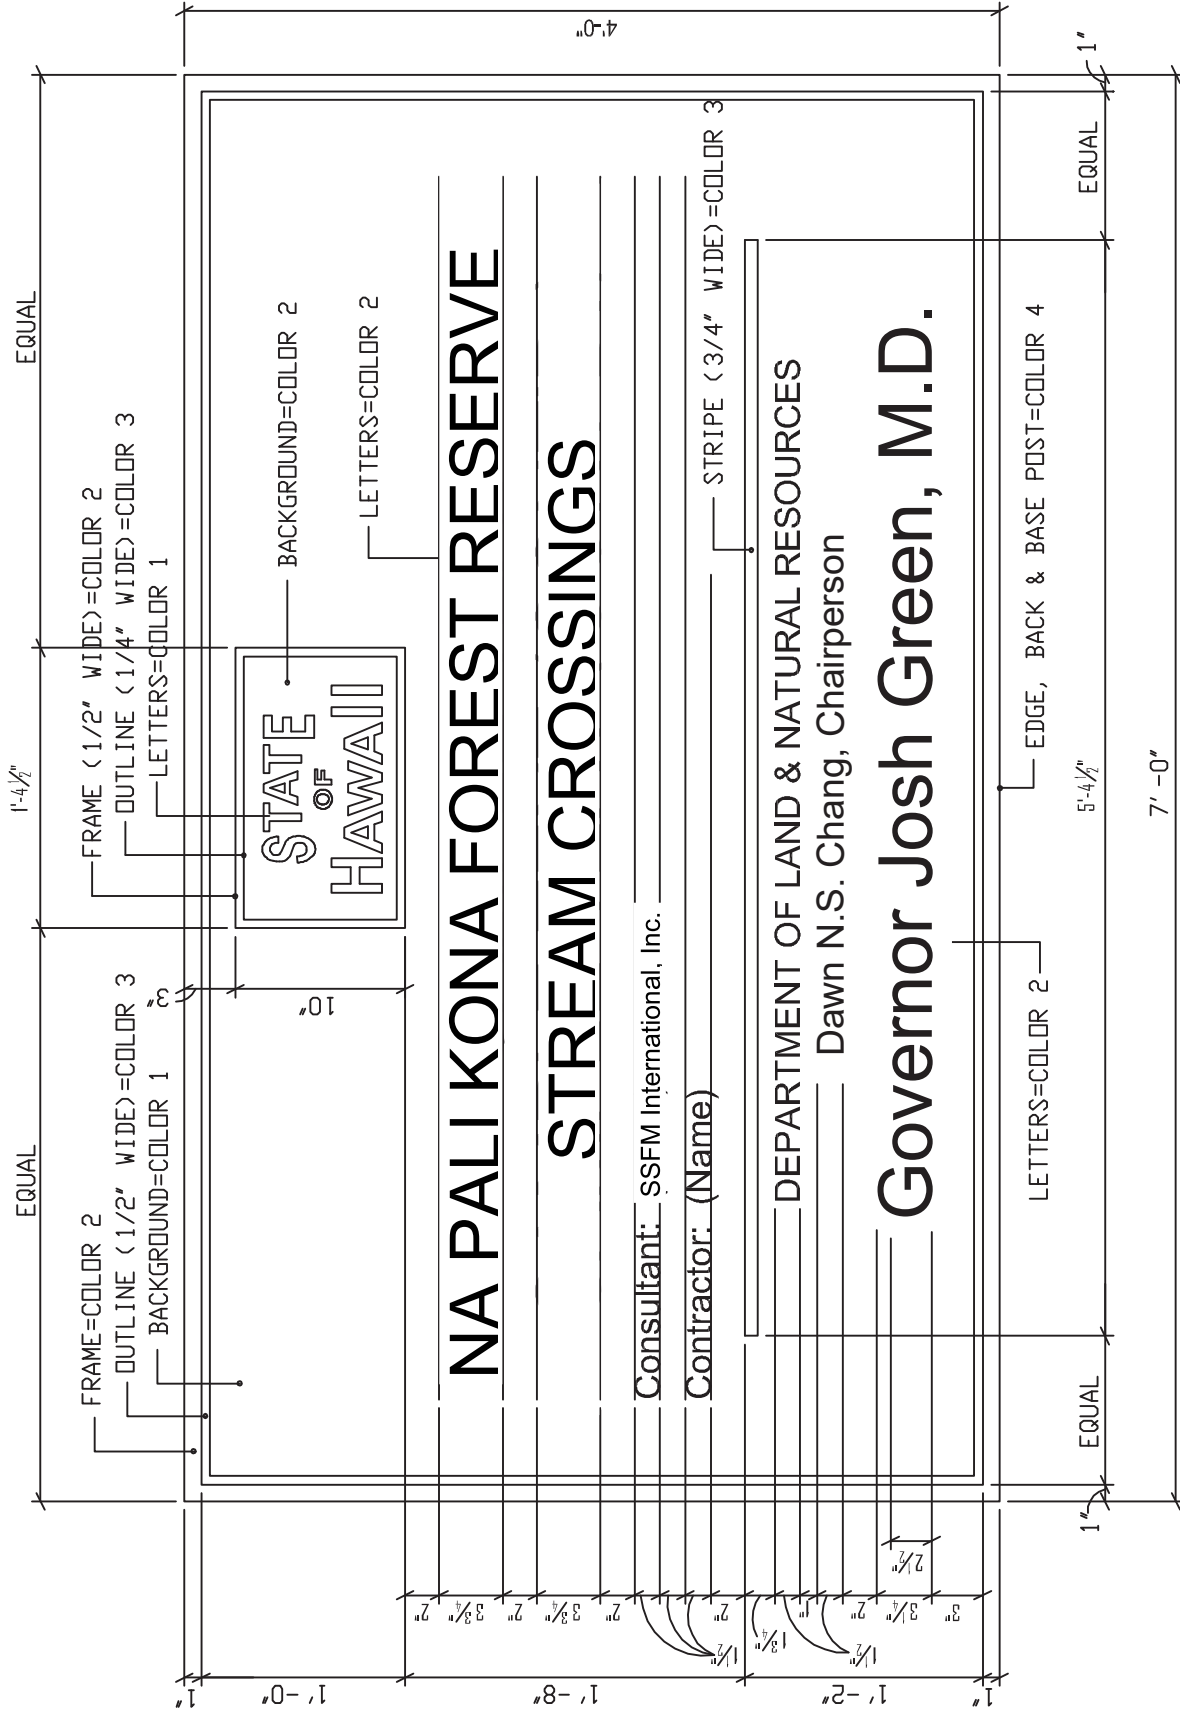 EQUAL
1'-4½"
EQUAL
FRAME=COLOR 2
OUTLINE (1/2" WIDE)=COLOR 3
BACKGROUND=COLOR 1
FRAME (1/2" WIDE)=COLOR 2
OUTLINE (1/4" WIDE)=COLOR 3
LETTERS=COLOR 1
3"
10"
STATE
OF
HAWAII
BACKGROUND=COLOR 2
LETTERS=COLOR 2
NA PALI KONA FOREST RESERVE
STREAM CROSSINGS
Consultant: SSFM International, Inc.
Contractor: (Name)
STRIPE (3/4" WIDE)=COLOR 3
DEPARTMENT OF LAND & NATURAL RESOURCES
Dawn N.S. Chang, Chairperson
Governor Josh Green, M.D.
LETTERS=COLOR 2
EDGE, BACK & BASE POST=COLOR 4
1"
1'-0"
1'-8"
1'-2"
1"
2"
3¾"
2"
3¾"
2"
1½"
2"
1¾"
1½"
1"
2"
3¼"
2½"
3"
4'-0"
1"
EQUAL
5'-4½"
EQUAL
1"
7'-0"